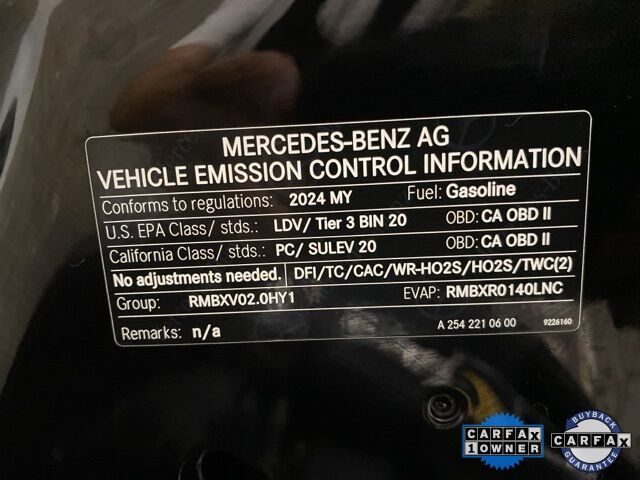 MERCEDES-BENZ AG
VEHICLE EMISSION CONTROL INFORMATION
Conforms to regulations: 2024 MY Fuel: Gasoline
U.S. EPA Class/ stds.: LDV/ Tier 3 BIN 20 OBD: CA OBD II
California Class/ stds.: PC/ SULEV 20 OBD: CA OBD II
No adjustments needed. DFI/TC/CAC/WR-HO2S/HO2S/TWC(2)
Group: RMBXV02.0HY1 EVAP: RMBXR0140LNC
Remarks: n/a A 254 221 06 00 9226160
CARFAX
1 OWNER
BUYBACK
CARFAX
GUARANTEE